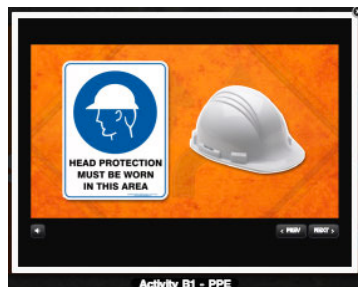 HEAD PROTECTION
MUST BE WORN
IN THIS AREA
< PREV
NEXT >
Activity B1 - PPE